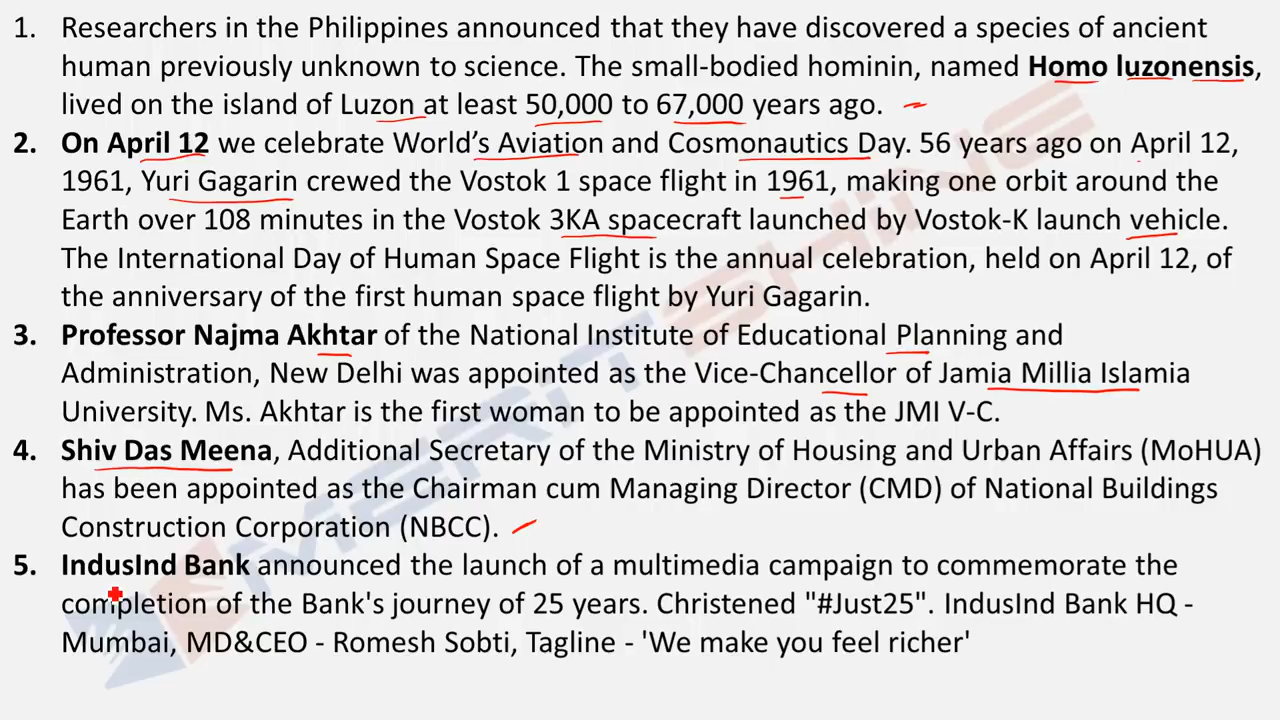 1. Researchers in the Philippines announced that they have discovered a species of ancient
human previously unknown to science. The small-bodied hominin, named Homo luzonensis,
lived on the island of Luzon at least 50,000 to 67,000 years ago.
2. On April 12 we celebrate World's Aviation and Cosmonautics Day. 56 years ago on April 12,
1961, Yuri Gagarin crewed the Vostok 1 space flight in 1961, making one orbit around the
Earth over 108 minutes in the Vostok 3KA spacecraft launched by Vostok-K launch vehicle.
The International Day of Human Space Flight is the annual celebration, held on April 12, of
the anniversary of the first human space flight by Yuri Gagarin.
3. Professor Najma Akhtar of the National Institute of Educational Planning and
Administration, New Delhi was appointed as the Vice-Chancellor of Jamia Millia Islamia
University. Ms. Akhtar is the first woman to be appointed as the JMI V-C.
4. Shiv Das Meena, Additional Secretary of the Ministry of Housing and Urban Affairs (MoHUA)
has been appointed as the Chairman cum Managing Director (CMD) of National Buildings
Construction Corporation (NBCC).
5. IndusInd Bank announced the launch of a multimedia campaign to commemorate the
completion of the Bank's journey of 25 years. Christened "#Just25". IndusInd Bank HQ -
Mumbai, MD&CEO - Romesh Sobti, Tagline - 'We make you feel richer'
MERIT SHINE